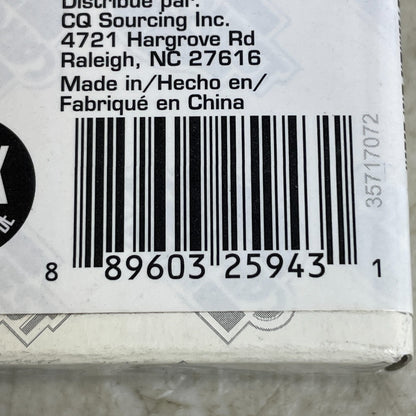 Distribué par:
CQ Sourcing Inc.
4721 Hargrove Rd
Raleigh, NC 27616
Made in/Hecho en/
Fabriqué en China
35717072
8 89603 25943 1